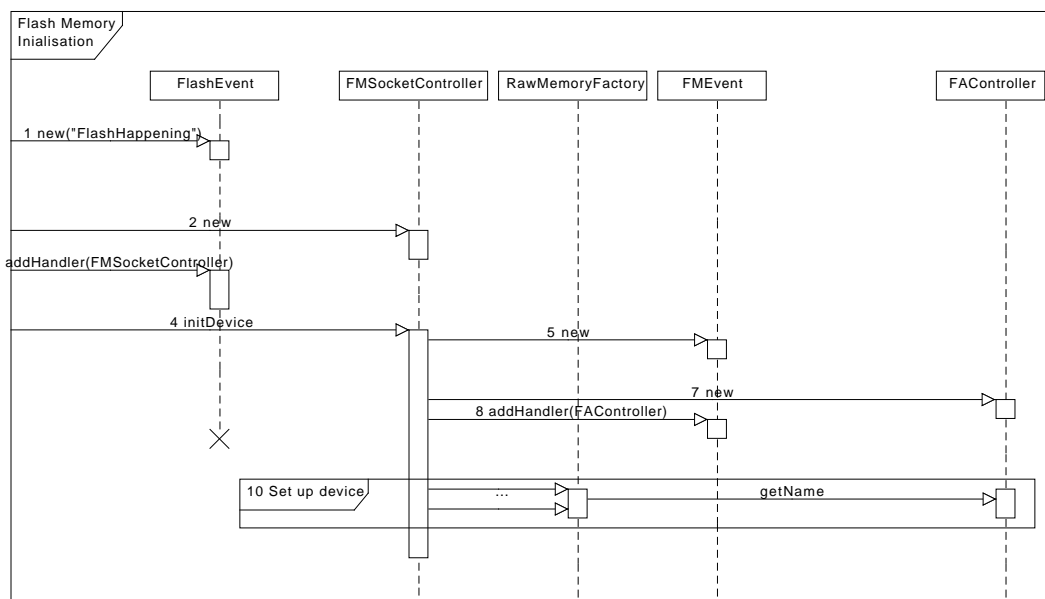 Flash Memory
Inialisation
FlashEvent
FMSocketController
RawMemoryFactory
FMEvent
FAController
1 new("FlashHappening")
2 new
addHandler(FMSocketController)
4 initDevice
5 new
7 new
8 addHandler(FAController)
10 Set up device
...
getName